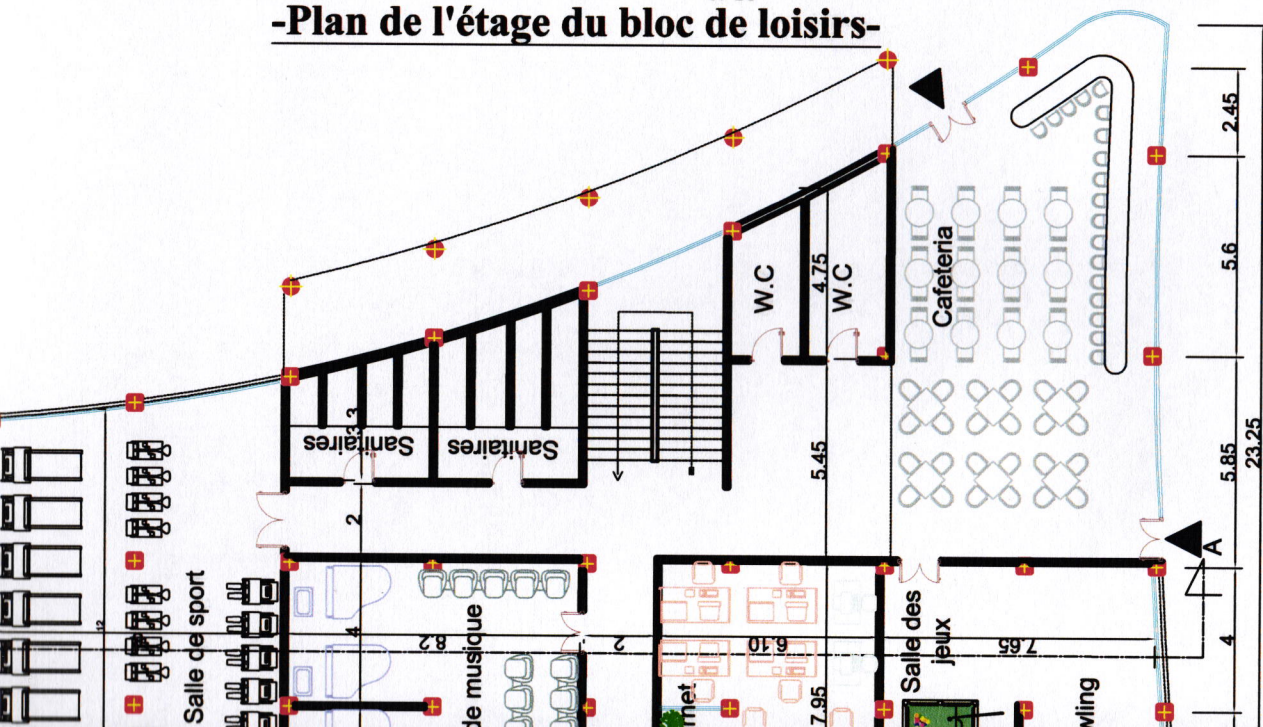 -Plan de l'étage du bloc de loisirs-
2.45
5.6
23.25
5.85
4
A
W.C
4.75
W.C
Cafeteria
3.3
Sanitaires
Sanitaires
5.45
2
12
Salle de sport
4
8.2
de musique
2
6.10
7.95
Salle des
jeux
7.65